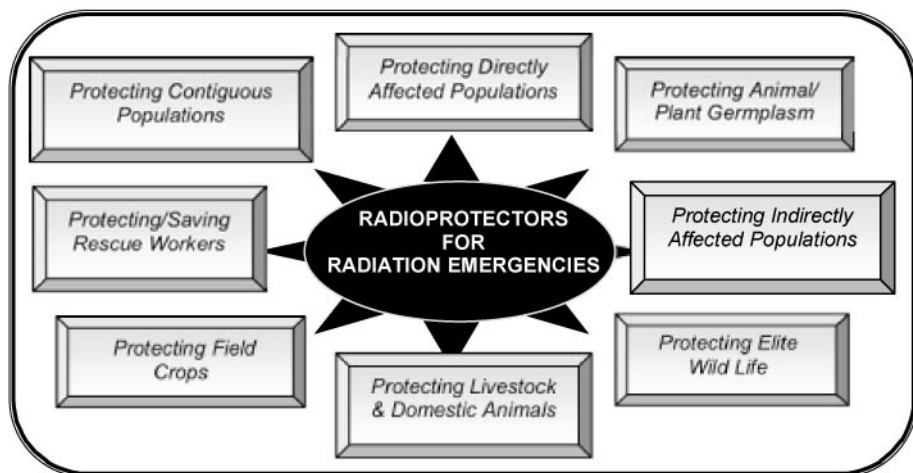 Protecting Contiguous
Populations
Protecting Directly
Affected Populations
Protecting Animal/
Plant Germplasm
Protecting/Saving
Rescue Workers
RADIOPROTECTORS
FOR
RADIATION EMERGENCIES
Protecting Indirectly
Affected Populations
Protecting Field
Crops
Protecting Livestock
& Domestic Animals
Protecting Elite
Wild Life